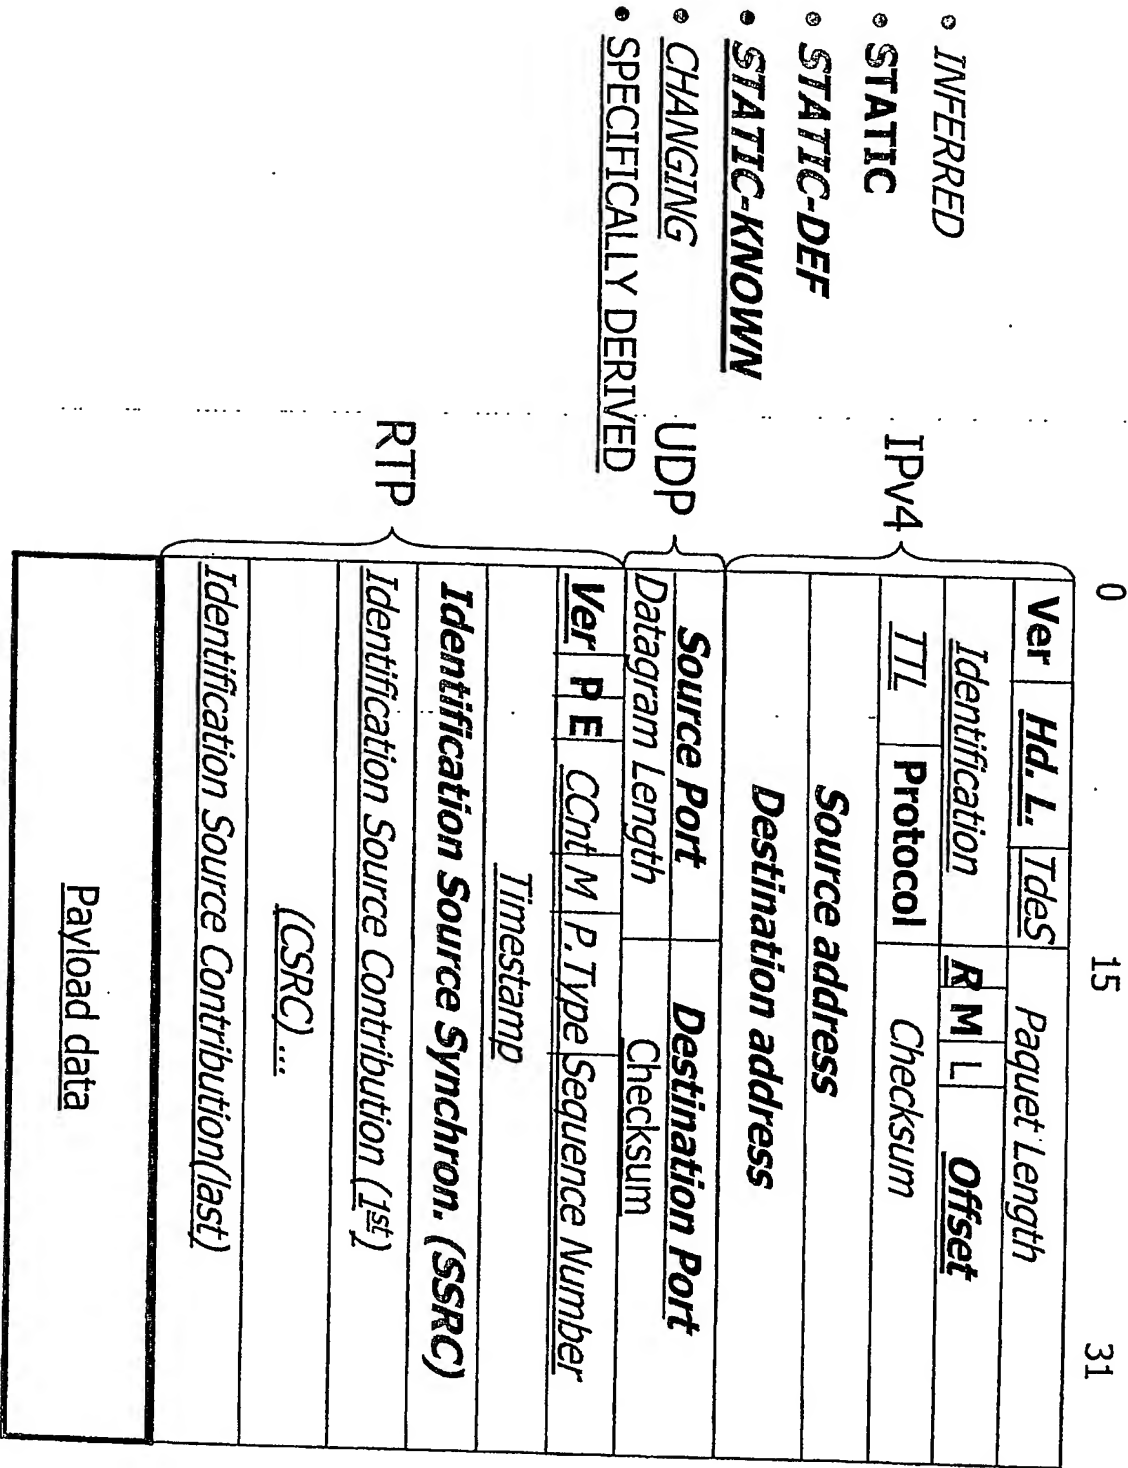 0 15 31
Ver Hd. L. TdeS Paquet Length
Identification R M L Offset
TTL Protocol Checksum
Source address
Destination address
IPv4
Source Port Destination Port
Datagram Length Checksum
UDP
Ver P E CCnt M P.Type Sequence Number
Timestamp
Identification Source Synchron. (SSRC)
Identification Source Contribution (1st)
(CSRC)...
Identification Source Contribution(last)
RTP
Payload data
• INFERRED
• STATIC
• STATIC-DEF
• STATIC-KNOWN
• CHANGING
• SPECIFICALLY DERIVED